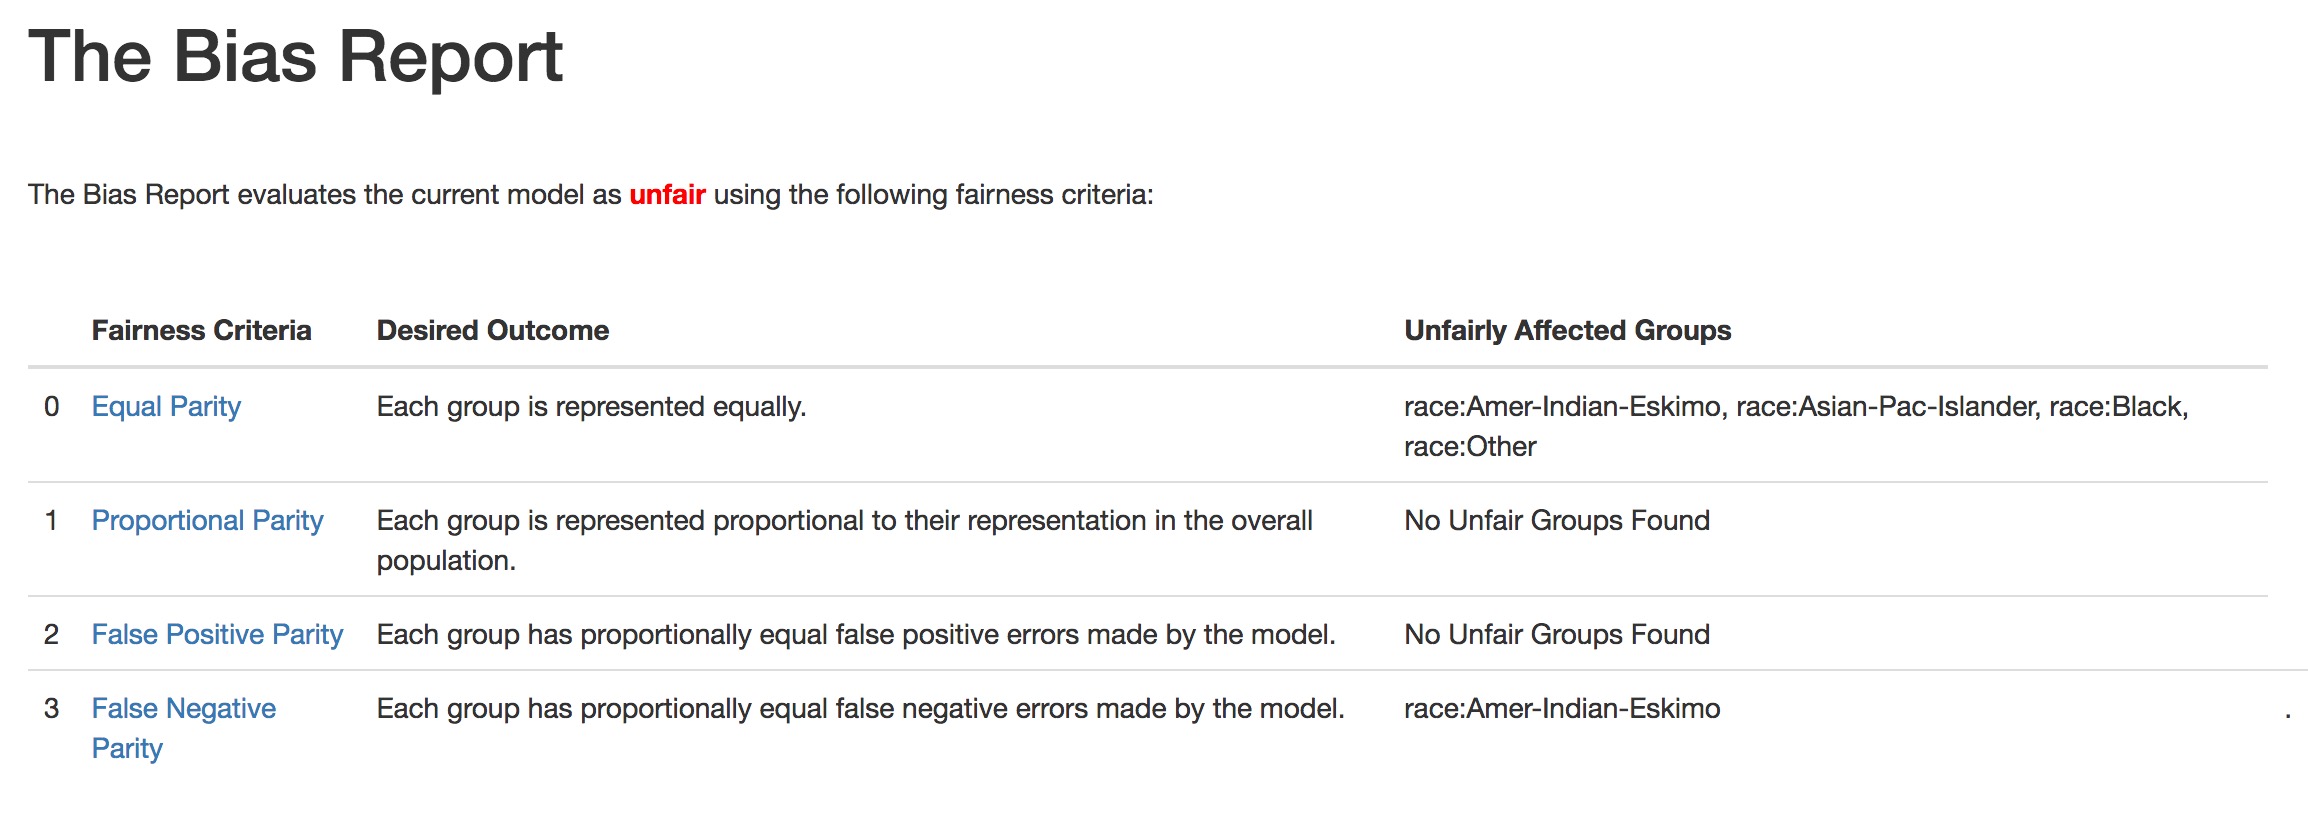 The Bias Report
The Bias Report evaluates the current model as unfair using the following fairness criteria:
Fairness Criteria Desired Outcome Unfairly Affected Groups
0 Equal Parity Each group is represented equally. race:Amer-Indian-Eskimo, race:Asian-Pac-Islander, race:Black,
race:Other
1 Proportional Parity Each group is represented proportional to their representation in the overall No Unfair Groups Found
population.
2 False Positive Parity Each group has proportionally equal false positive errors made by the model. No Unfair Groups Found
3 False Negative Each group has proportionally equal false negative errors made by the model. race:Amer-Indian-Eskimo .
Parity